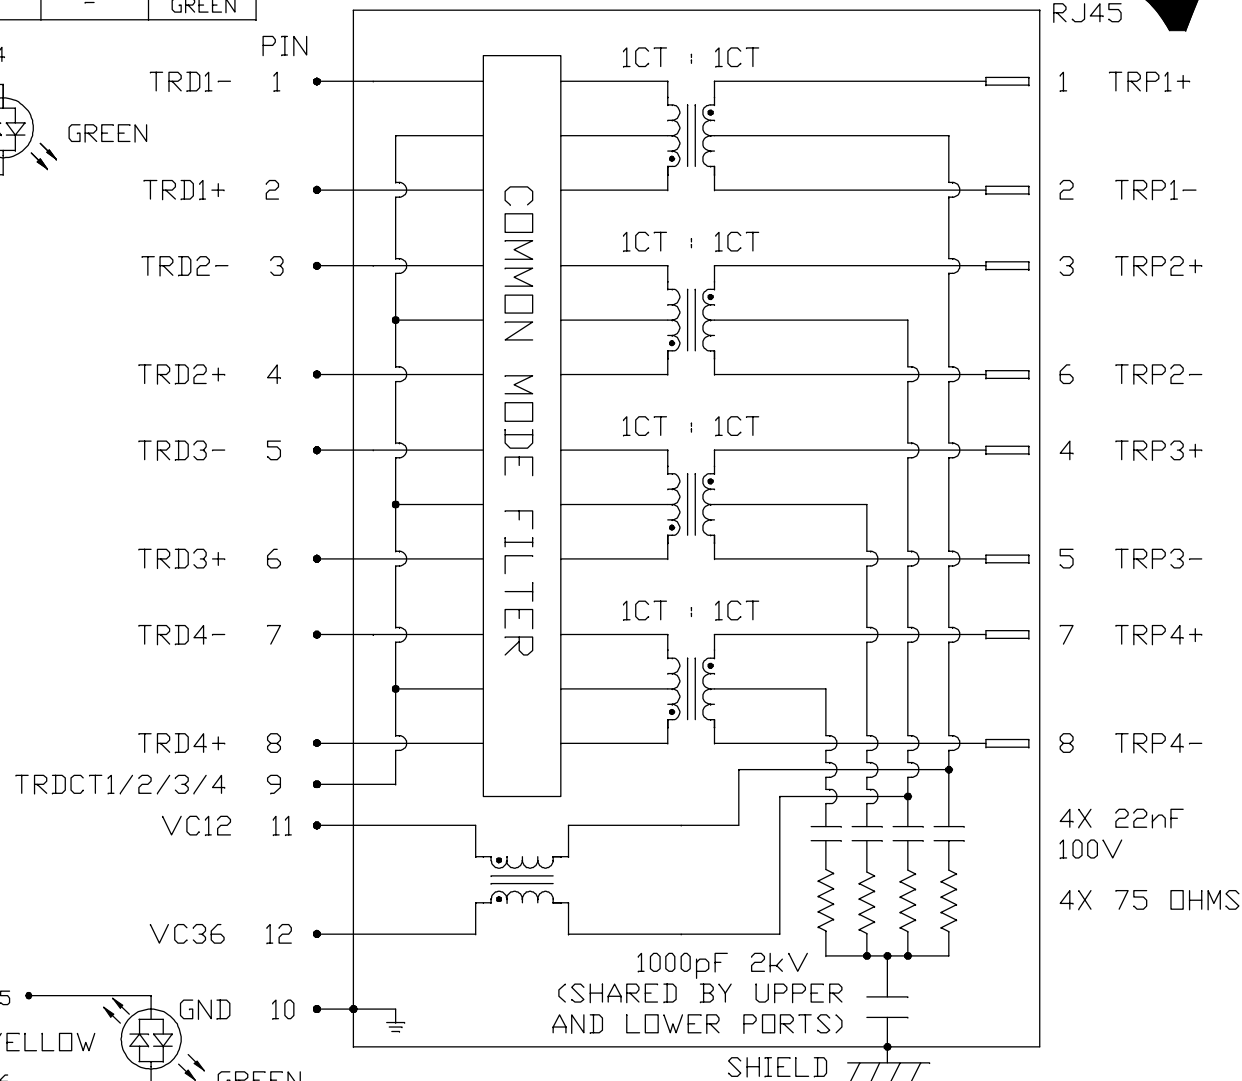 - GREEN
RJ45
PIN
4
1CT : 1CT
TRD1- 1
1 TRP1+
GREEN
TRD1+ 2
2 TRP1-
1CT : 1CT
TRD2- 3
3 TRP2+
TRD2+ 4
6 TRP2-
1CT : 1CT
TRD3- 5
4 TRP3+
COMMON MODE FILTER
TRD3+ 6
5 TRP3-
1CT : 1CT
TRD4- 7
7 TRP4+
TRD4+ 8
8 TRP4-
TRDCT1/2/3/4 9
VC12 11
4X 22nF
100V
4X 75 OHMS
VC36 12
1000pF 2kV
(SHARED BY UPPER
AND LOWER PORTS)
5
GND 10
YELLOW
SHIELD
GREEN